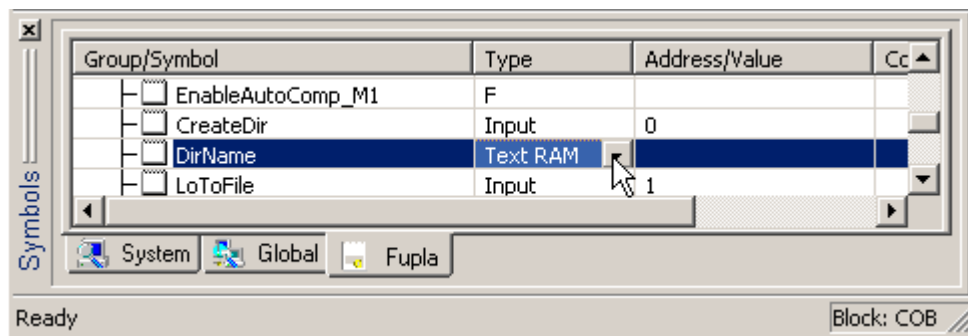 Group/Symbol Type Address/Value Cc
EnableAutoComp_M1 F
CreateDir Input 0
DirName Text RAM
LoToFile Input 1
Symbols
System Global Fupla
Ready Block: COB